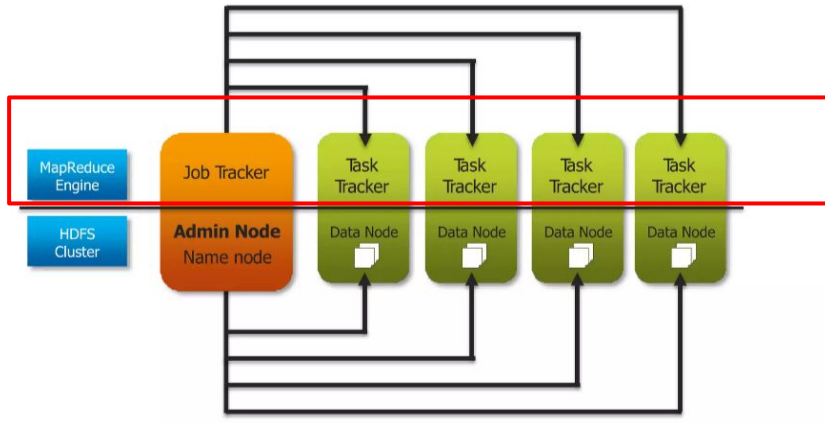 MapReduce
Engine
Job Tracker
Task
Tracker
Task
Tracker
Task
Tracker
Task
Tracker
HDFS
Cluster
Admin Node
Name node
Data Node
Data Node
Data Node
Data Node